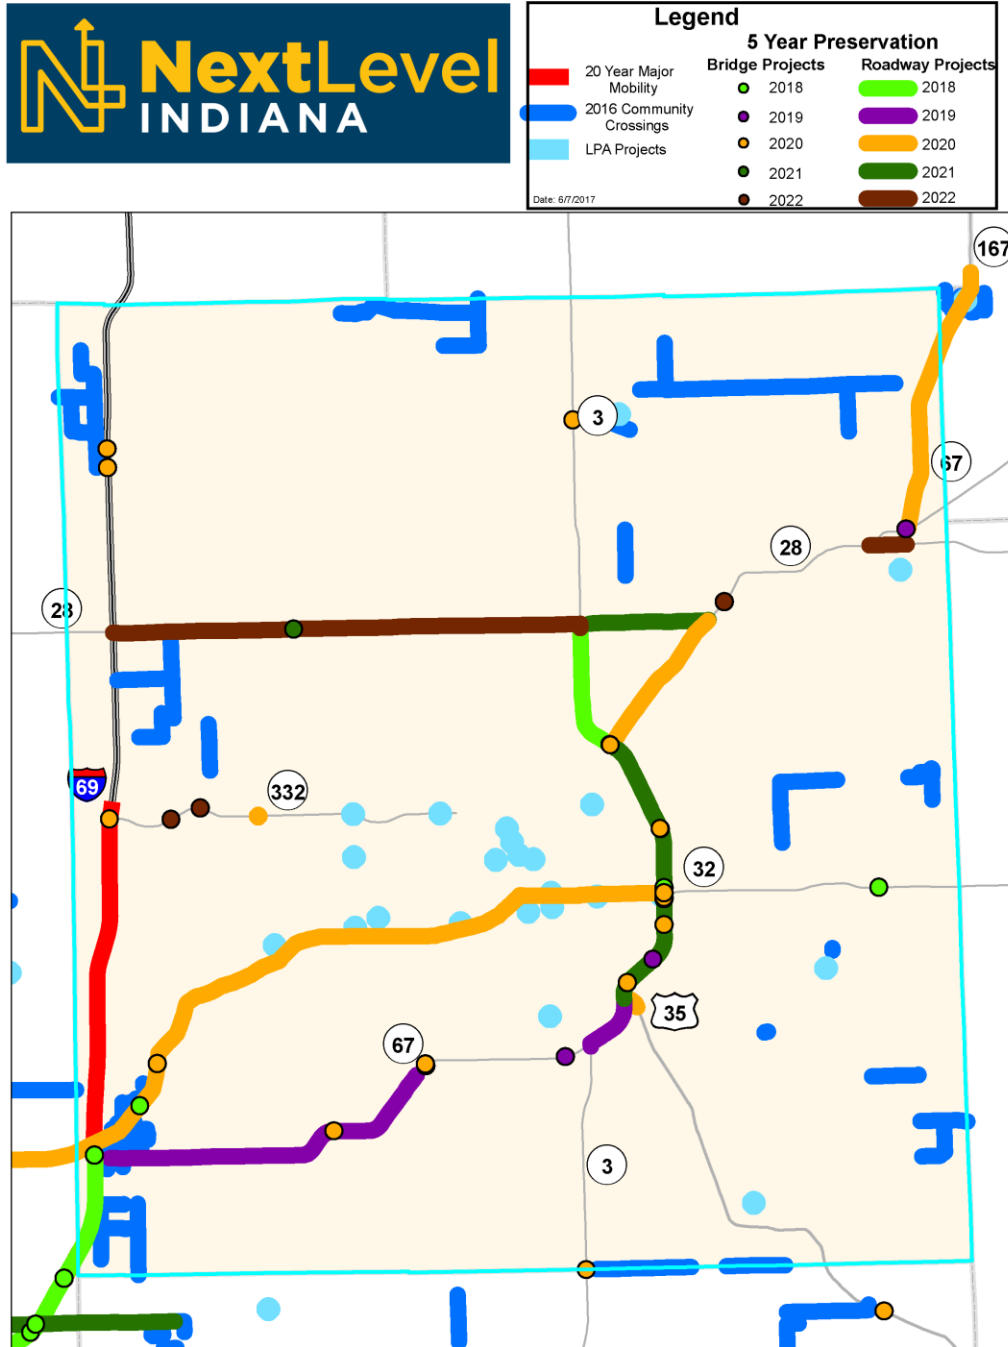 NextLevel
INDIANA
Legend
5 Year Preservation
Bridge Projects
Roadway Projects
20 Year Major
Mobility
2016 Community
Crossings
LPA Projects
2018
2019
2020
2021
2022
2018
2019
2020
2021
2022
Date: 6/7/2017
167
3
67
28
28
69
332
32
35
67
3